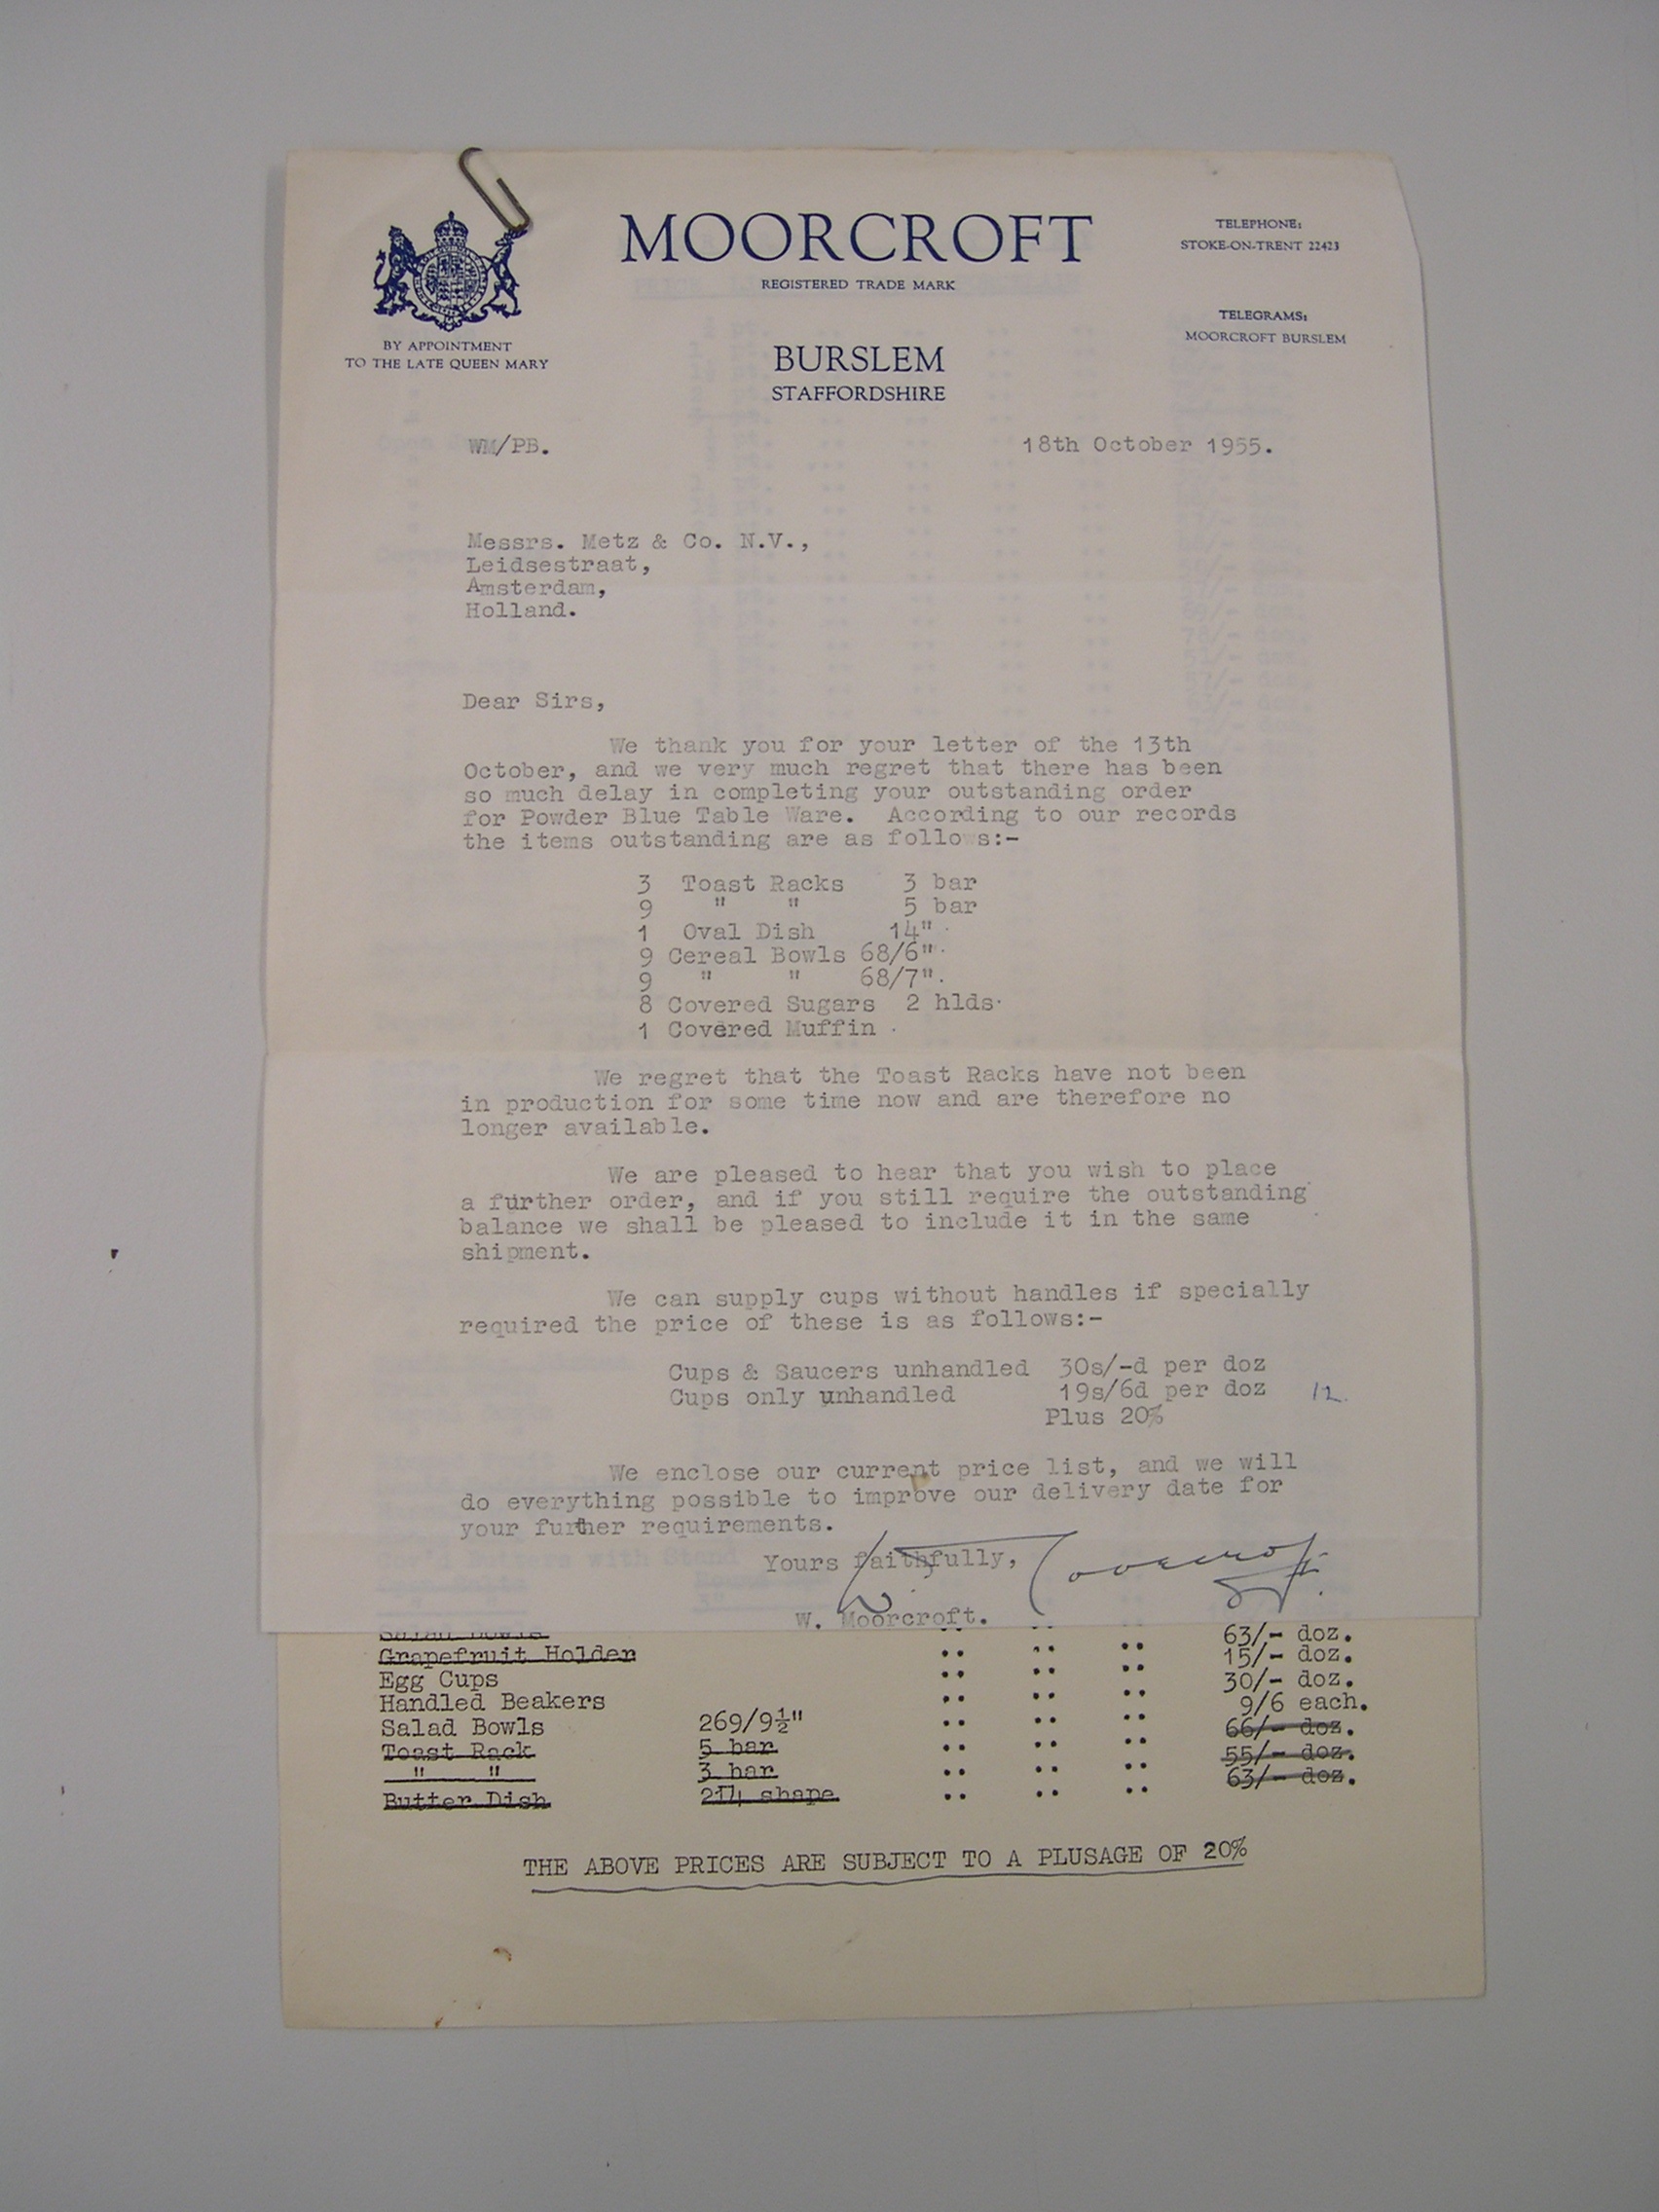 MOORCROFT
REGISTERED TRADE MARK
BURSLEM
STAFFORDSHIRE
BY APPOINTMENT
TO THE LATE QUEEN MARY
TELEPHONE:
STOKE-ON-TRENT 22423
TELEGRAMS:
MOORCROFT BURSLEM
WM/PB.
18th October 1955.
Messrs. Metz & Co. N.V.,
Leidsestraat,
Amsterdam,
Holland.
Dear Sirs,
We thank you for your letter of the 13th
October, and we very much regret that there has been
so much delay in completing your outstanding order
for Powder Blue Table Ware. According to our records
the items outstanding are as follows:-
3 Toast Racks 3 bar
9 " " 5 bar
1 Oval Dish 14"
9 Cereal Bowls 68/6"
9 " " 68/7".
8 Covered Sugars 2 hlds
1 Covered Muffin
We regret that the Toast Racks have not been
in production for some time now and are therefore no
longer available.
We are pleased to hear that you wish to place
a further order, and if you still require the outstanding
balance we shall be pleased to include it in the same
shipment.
We can supply cups without handles if specially
required the price of these is as follows:-
Cups & Saucers unhandled 30s/-d per doz
Cups only unhandled 19s/6d per doz 12.
Plus 20%
We enclose our current price list, and we will
do everything possible to improve our delivery date for
your further requirements.
Yours faithfully,
W. Moorcroft
W. Moorcroft.
Salad Bowls .. .. .. 63/- doz.
Grapefruit Holder .. .. .. 15/- doz.
Egg Cups .. .. .. 30/- doz.
Handled Beakers .. .. .. 9/6 each.
Salad Bowls 269/9½" .. .. .. 66/- doz.
Toast Rack 5 bar .. .. .. 55/- doz.
" " 3 bar .. .. .. 63/- doz.
Butter Dish 214 shape .. .. ..
THE ABOVE PRICES ARE SUBJECT TO A PLUSAGE OF 20%